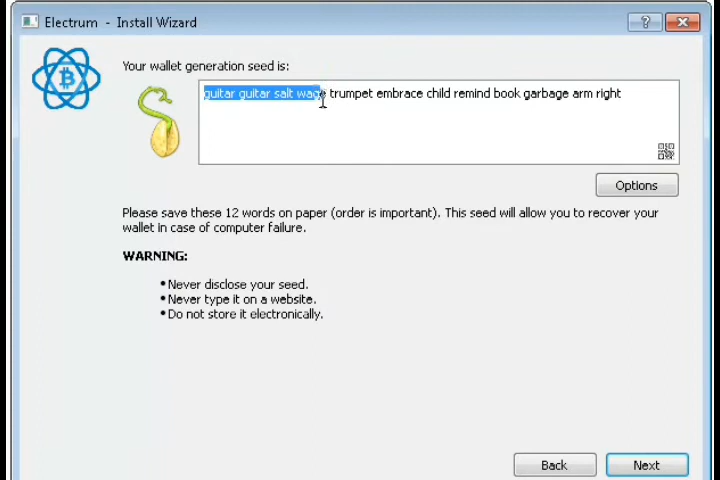 Electrum - Install Wizard
?
Your wallet generation seed is:
guitar guitar salt wage trumpet embrace child remind book garbage arm right
Options
Please save these 12 words on paper (order is important). This seed will allow you to recover your
wallet in case of computer failure.
WARNING:
•Never disclose your seed.
•Never type it on a website.
•Do not store it electronically.
Back
Next